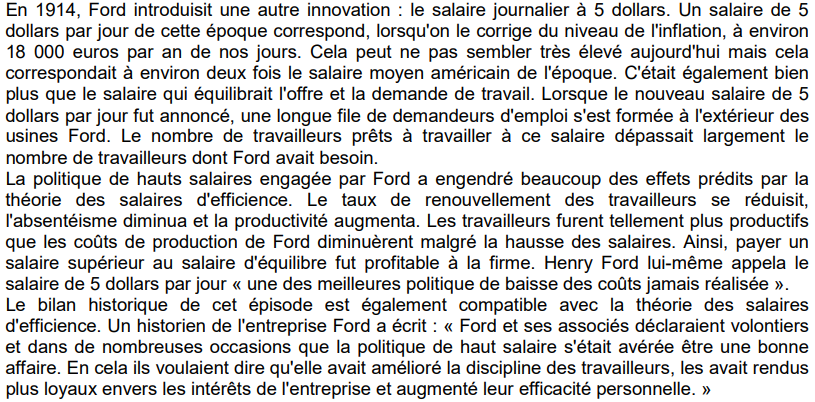 En 1914, Ford introduisit une autre innovation : le salaire journalier à 5 dollars. Un salaire de 5
dollars par jour de cette époque correspond, lorsqu'on le corrige du niveau de l'inflation, à environ
18 000 euros par an de nos jours. Cela peut ne pas sembler très élevé aujourd'hui mais cela
correspondait à environ deux fois le salaire moyen américain de l'époque. C'était également bien
plus que le salaire qui équilibrait l'offre et la demande de travail. Lorsque le nouveau salaire de 5
dollars par jour fut annoncé, une longue file de demandeurs d'emploi s'est formée à l'extérieur des
usines Ford. Le nombre de travailleurs prêts à travailler à ce salaire dépassait largement le
nombre de travailleurs dont Ford avait besoin.
La politique de hauts salaires engagée par Ford a engendré beaucoup des effets prédits par la
théorie des salaires d'efficience. Le taux de renouvellement des travailleurs se réduisit,
l'absentéisme diminua et la productivité augmenta. Les travailleurs furent tellement plus productifs
que les coûts de production de Ford diminuèrent malgré la hausse des salaires. Ainsi, payer un
salaire supérieur au salaire d'équilibre fut profitable à la firme. Henry Ford lui-même appela le
salaire de 5 dollars par jour « une des meilleures politique de baisse des coûts jamais réalisée ».
Le bilan historique de cet épisode est également compatible avec la théorie des salaires
d'efficience. Un historien de l'entreprise Ford a écrit : « Ford et ses associés déclaraient volontiers
et dans de nombreuses occasions que la politique de haut salaire s'était avérée être une bonne
affaire. En cela ils voulaient dire qu'elle avait amélioré la discipline des travailleurs, les avait rendus
plus loyaux envers les intérêts de l'entreprise et augmenté leur efficacité personnelle. »